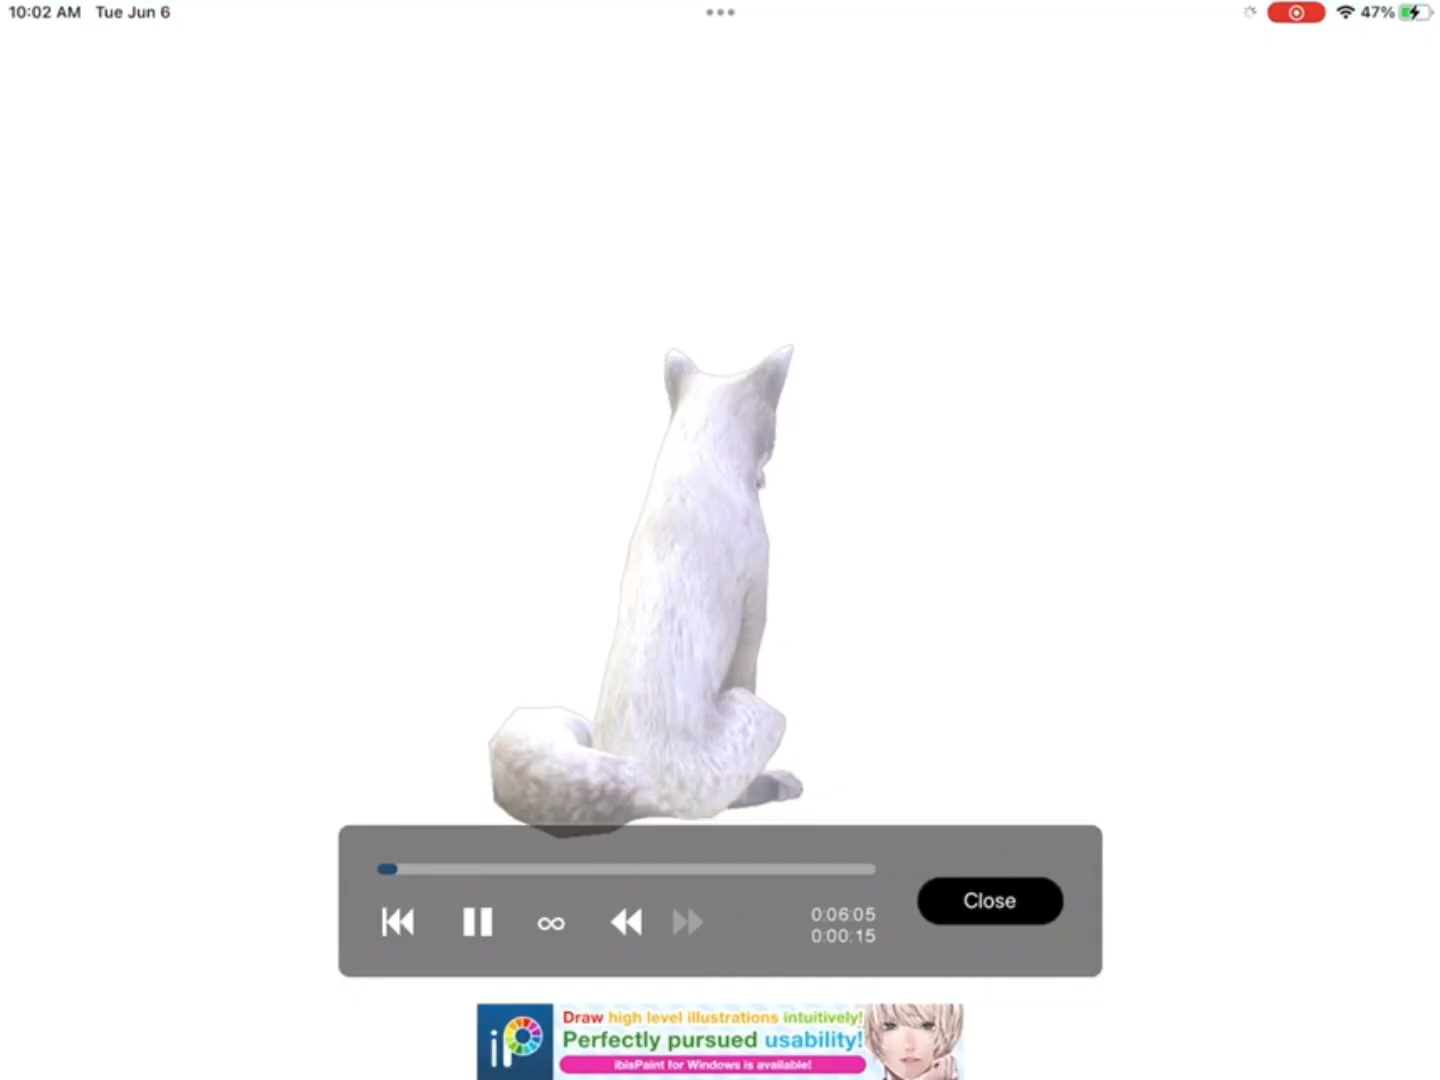 10:02 AM Tue Jun 6
47%
0:06:05
0:00:15
Close
iP
Draw high level illustrations intuitively!
Perfectly pursued usability!
ibisPaint for Windows is available!